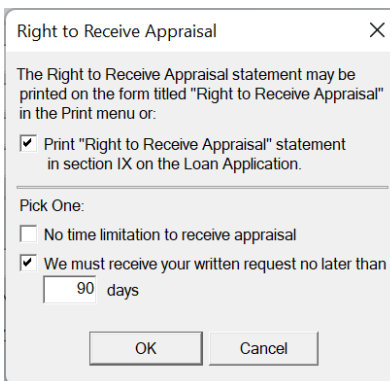 Right to Receive Appraisal
The Right to Receive Appraisal statement may be
printed on the form titled "Right to Receive Appraisal"
in the Print menu or:
Print "Right to Receive Appraisal" statement
in section IX on the Loan Application.
Pick One:
No time limitation to receive appraisal
We must receive your written request no later than
90 days
OK Cancel